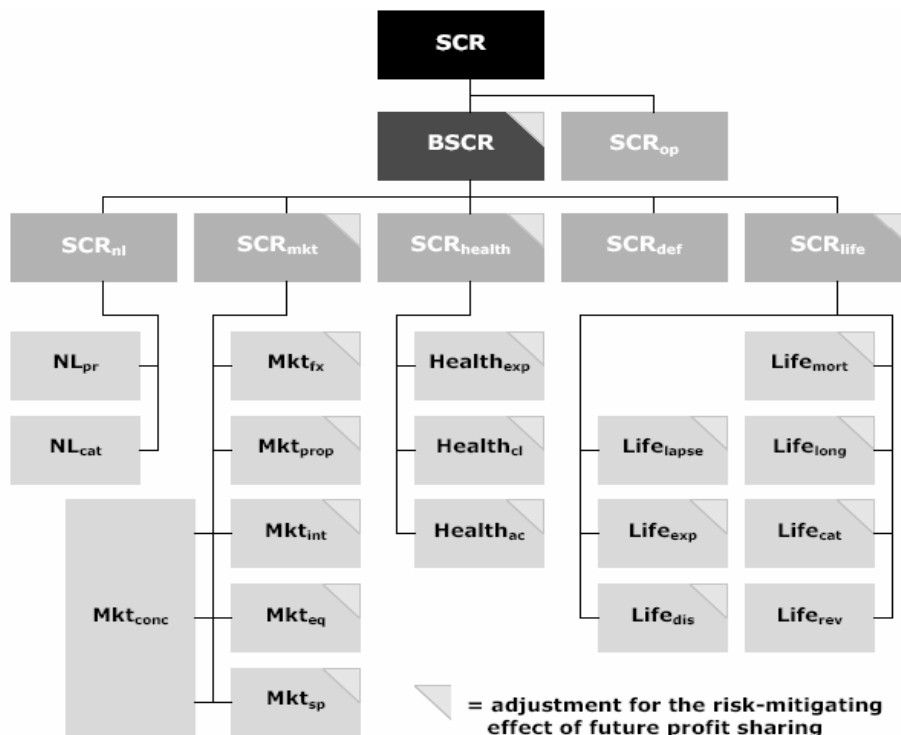 SCR
BSCR
SCRop
SCRnl
SCRmkt
SCRhealth
SCRdef
SCRlife
NLpr
Mktfx
Healthexp
Lifemort
NLcat
Mktprop
Healthcl
Lifelapse
Lifelong
Mktint
Healthac
Lifeexp
Lifecat
Mktconc
Mkteq
Lifedis
Liferev
Mktsp
= adjustment for the risk-mitigating
effect of future profit sharing